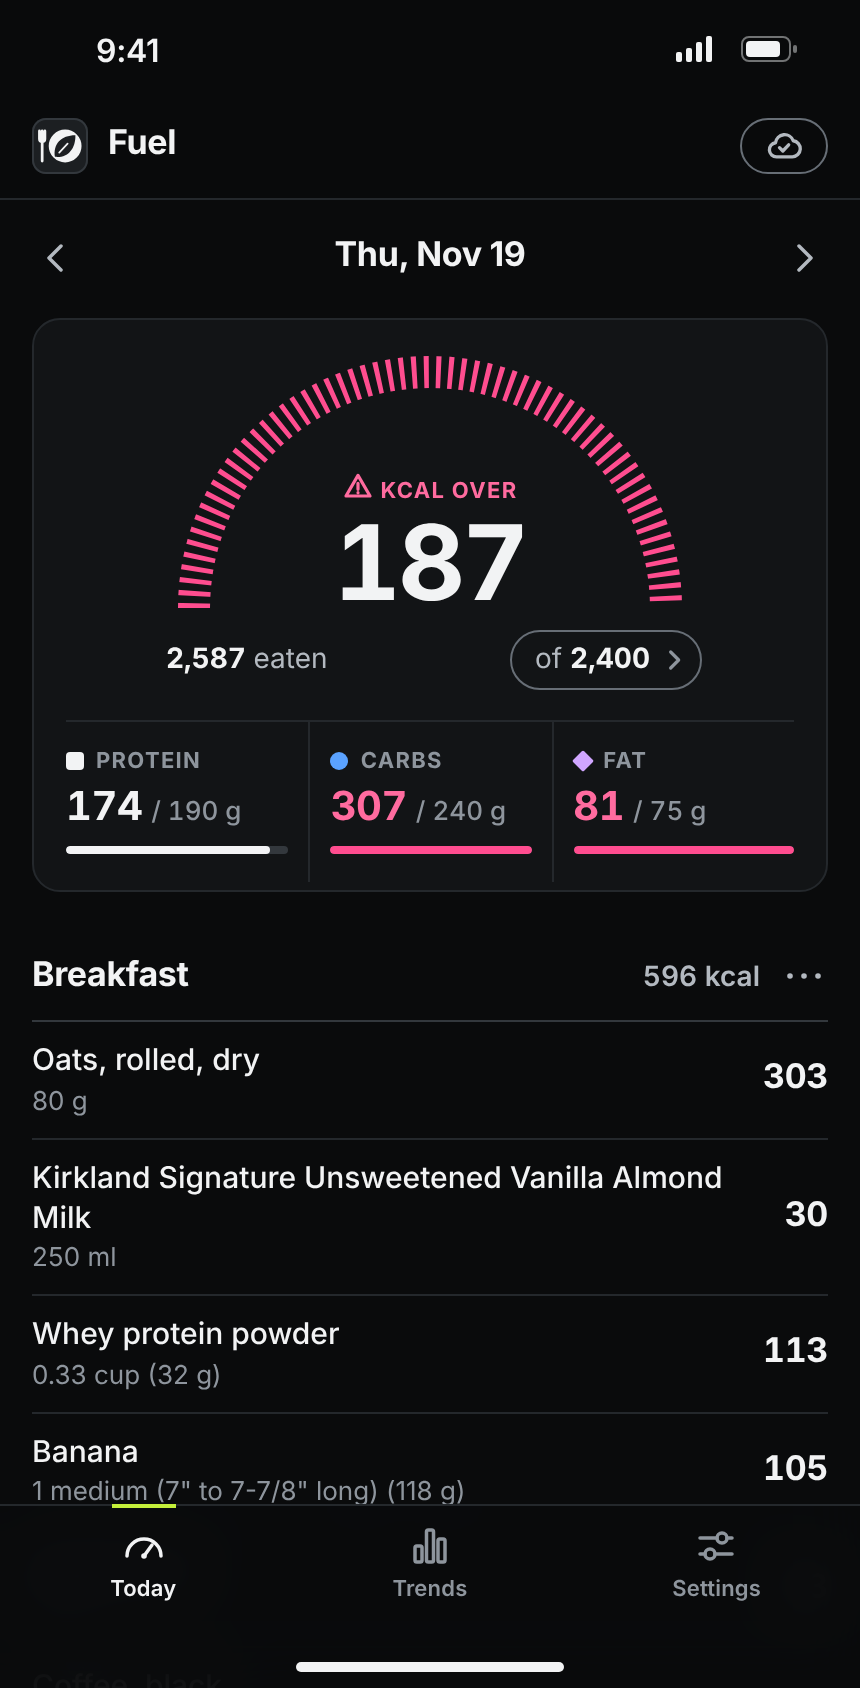 9:41
Fuel
Thu, Nov 19
KCAL OVER
187
2,587 eaten
of 2,400
PROTEIN
174 / 190 g
CARBS
307 / 240 g
FAT
81 / 75 g
Breakfast
596 kcal
Oats, rolled, dry
80 g
303
Kirkland Signature Unsweetened Vanilla Almond
Milk
250 ml
30
Whey protein powder
0.33 cup (32 g)
113
Banana
1 medium (7" to 7-7/8" long) (118 g)
105
Today
Trends
Settings
Coffee, black